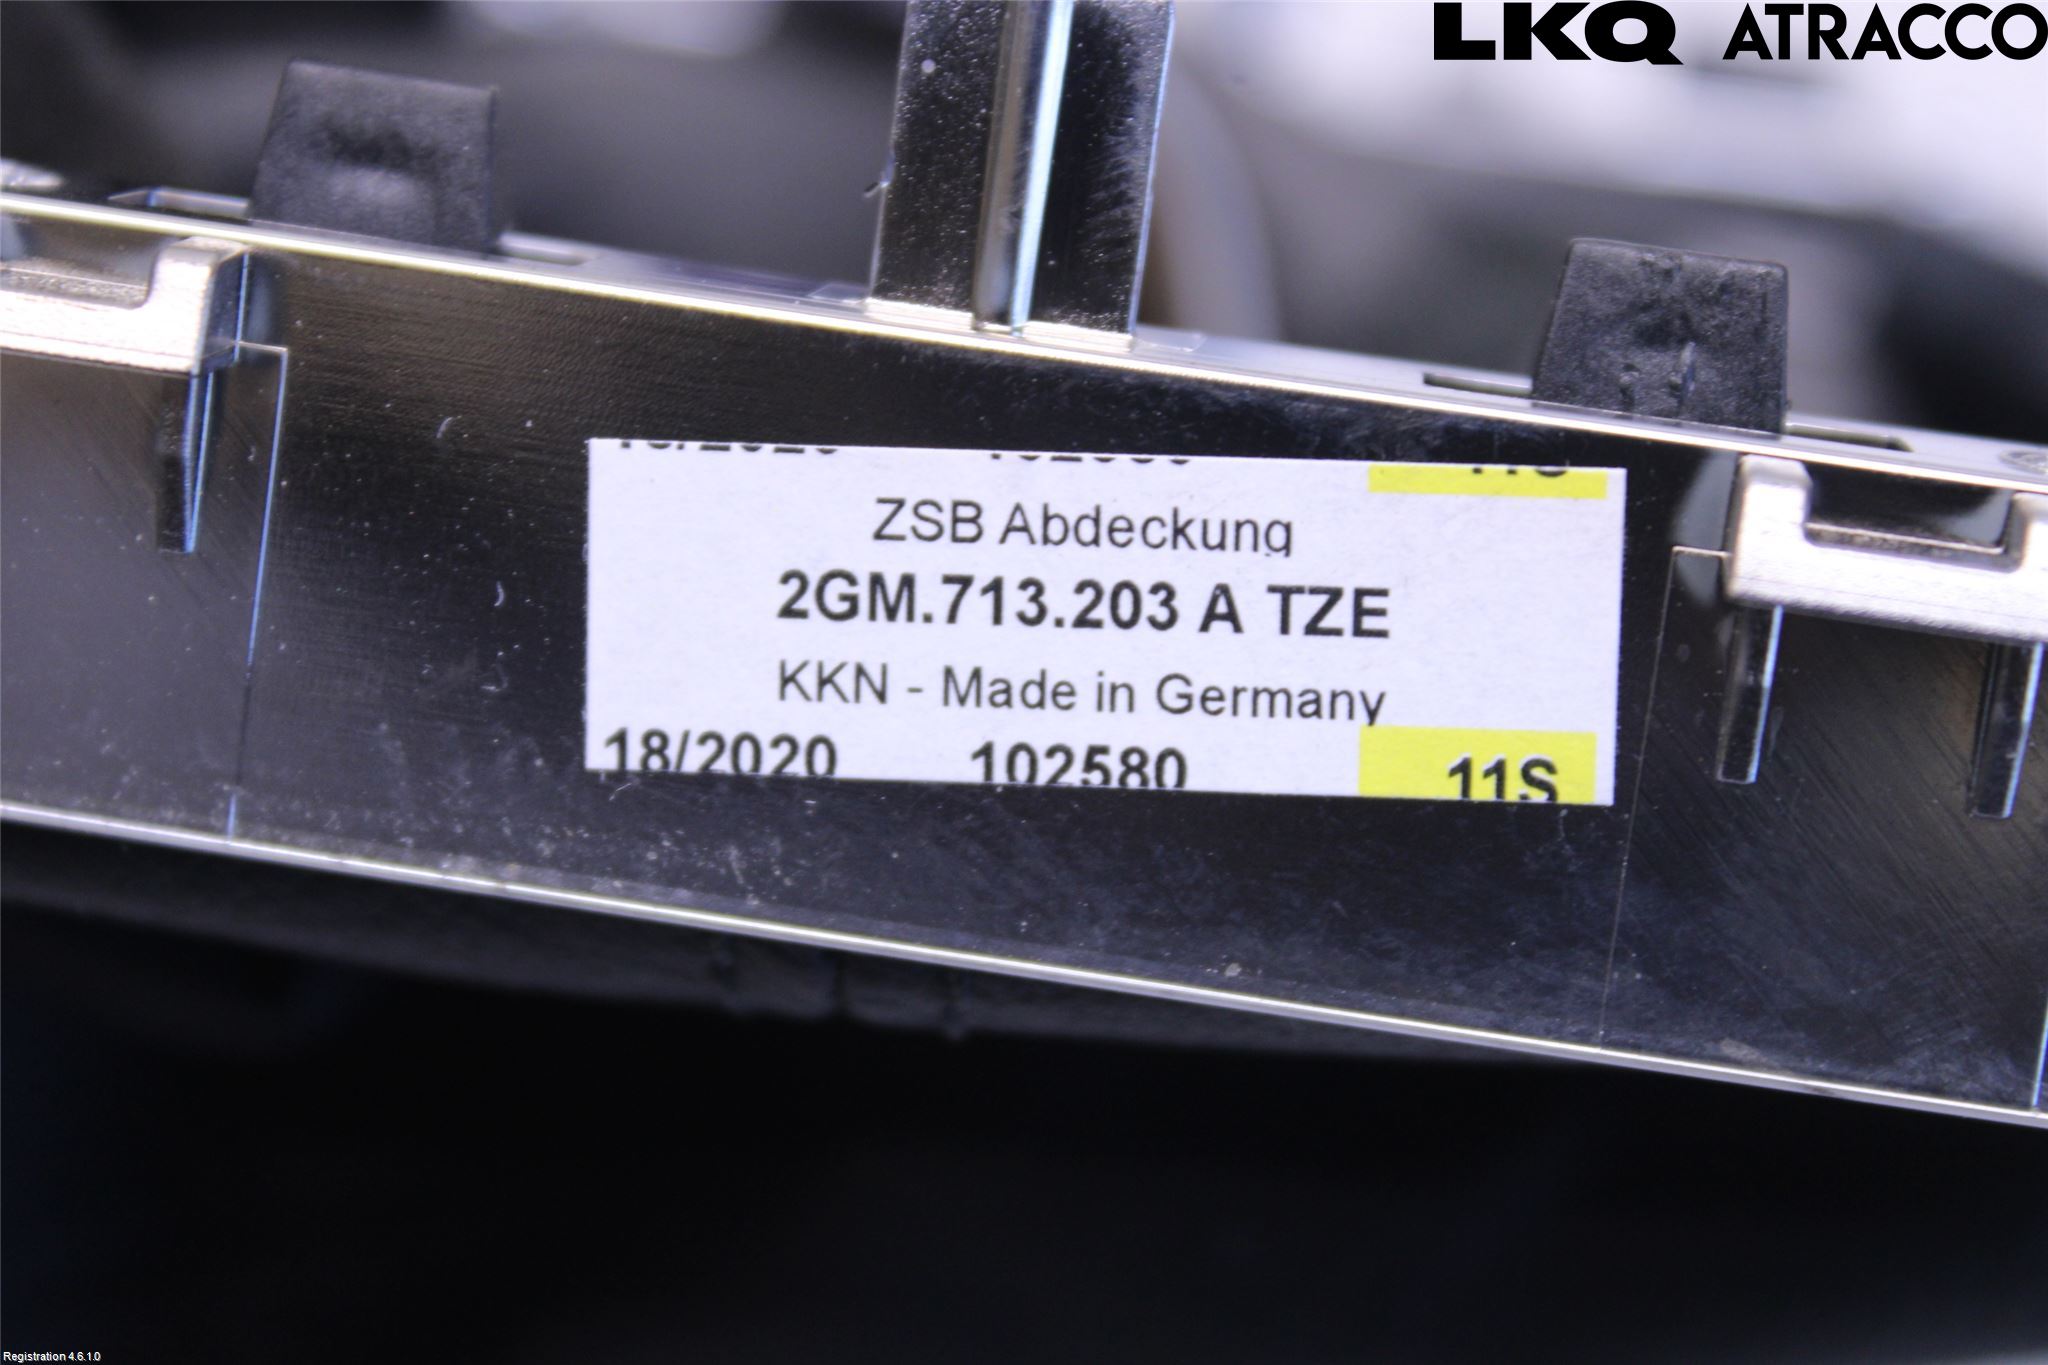 LKQ ATRACCO
ZSB Abdeckung
2GM.713.203 A TZE
KKN - Made in Germany
18/2020 102580 11S
Registration 4.6.1.0